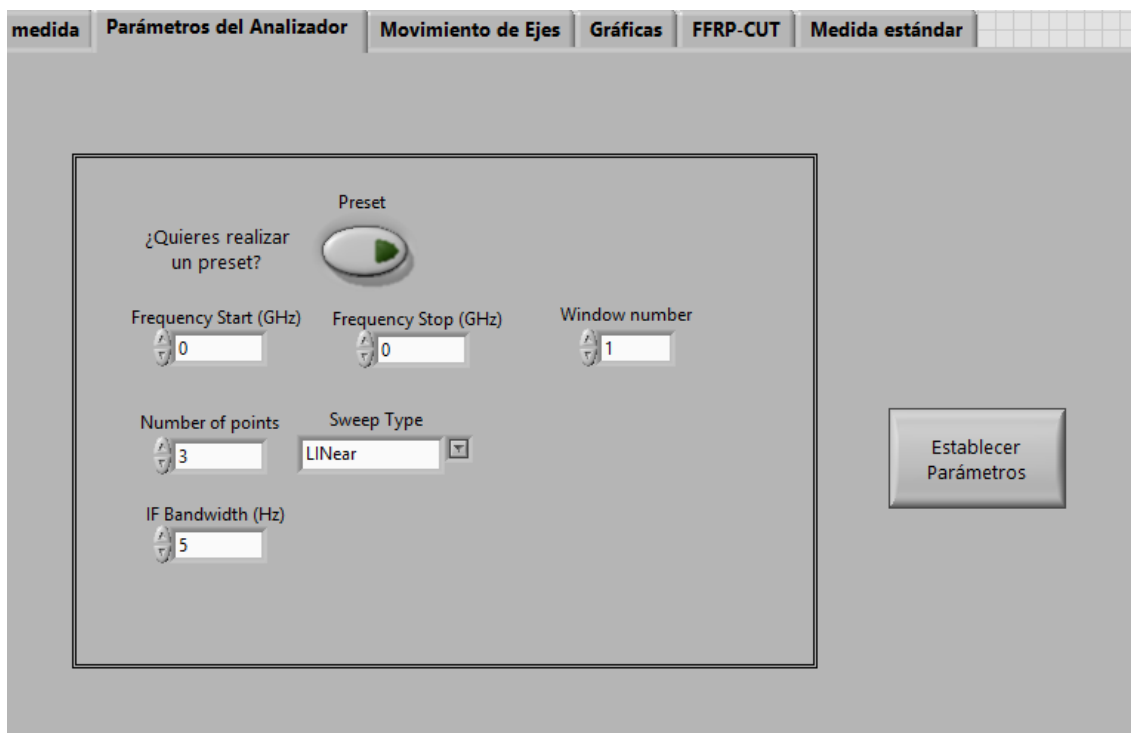 medida Parámetros del Analizador Movimiento de Ejes Gráficas FFRP-CUT Medida estándar
Preset
¿Quieres realizar
un preset?
Frequency Start (GHz) Frequency Stop (GHz) Window number
0 0 1
Number of points Sweep Type
3 LINear
IF Bandwidth (Hz)
5
Establecer
Parámetros